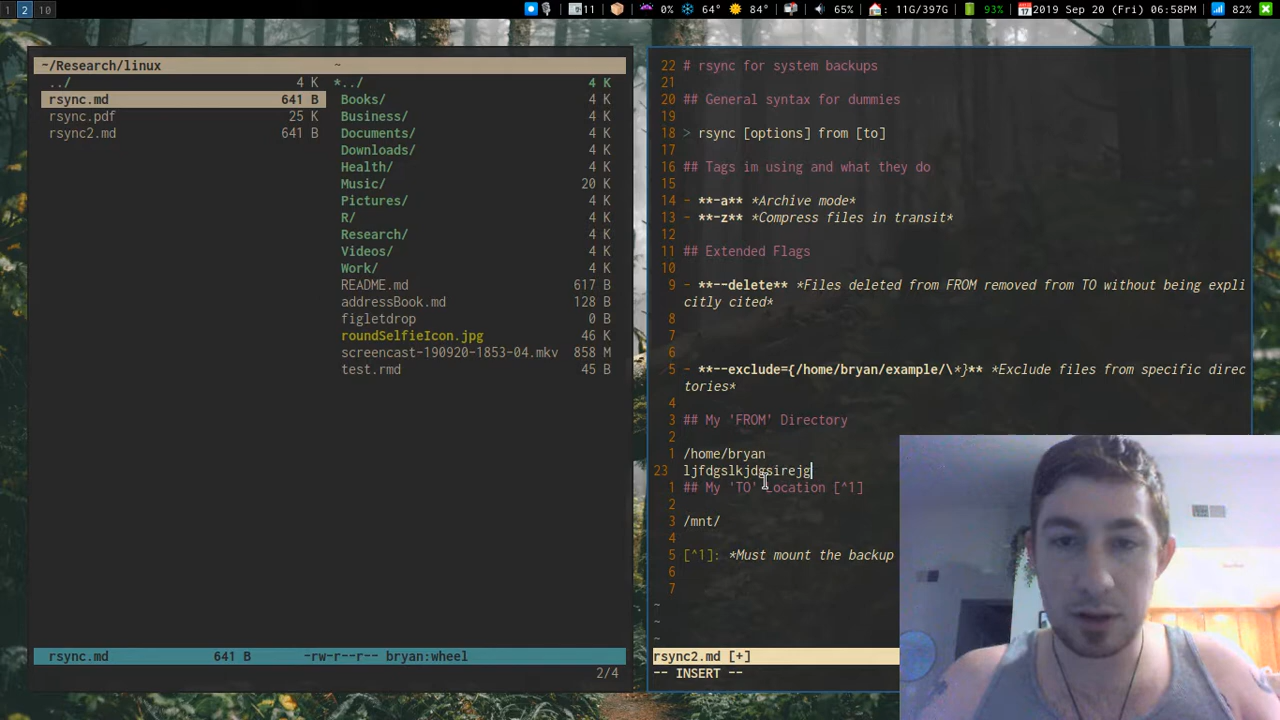 1 2 10
11 0% 64° 84° 65% : 11G/397G 93% 2019 Sep 20 (Fri) 06:58PM 82%
~/Research/linux ~
../ 4 K
rsync.md 641 B
rsync.pdf 25 K
rsync2.md 641 B
*../ 4 K
Books/ 4 K
Business/ 4 K
Documents/ 4 K
Downloads/ 4 K
Health/ 4 K
Music/ 20 K
Pictures/ 4 K
R/ 4 K
Research/ 4 K
Videos/ 4 K
Work/ 4 K
README.md 617 B
addressBook.md 128 B
figletdrop 0 B
roundSelfieIcon.jpg 46 K
screencast-190920-1853-04.mkv 858 M
test.rmd 45 B
rsync.md 641 B -rw-r--r-- bryan:wheel
2/4
22 # rsync for system backups
21
20 ## General syntax for dummies
19
18 > rsync [options] from [to]
17
16 ## Tags im using and what they do
15
14 - **-a** *Archive mode*
13 - **-z** *Compress files in transit*
12
11 ## Extended Flags
10
9 - **--delete** *Files deleted from FROM removed from TO without being expli
citly cited*
8
7
6
5 - **--exclude={/home/bryan/example/\*}** *Exclude files from specific direc
tories*
4
3 ## My 'FROM' Directory
2
1 /home/bryan
23 ljfdgslkjdgsirejg
1 ## My 'TO' Location [^1]
2
3 /mnt/
4
5 [^1]: *Must mount the backup
6
7
~
~
~
rsync2.md [+]
-- INSERT --